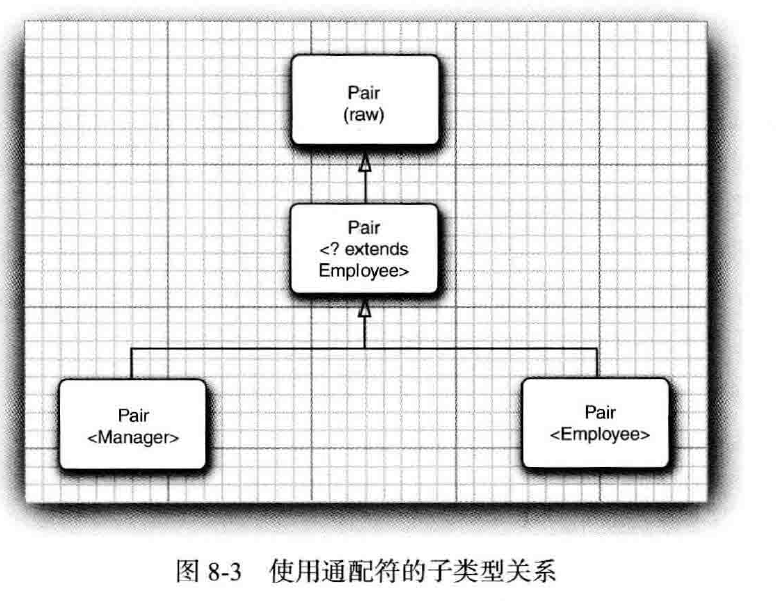 Pair
(raw)
Pair
<? extends
Employee>
Pair
<Manager>
Pair
<Employee>
图 8-3 使用通配符的子类型关系